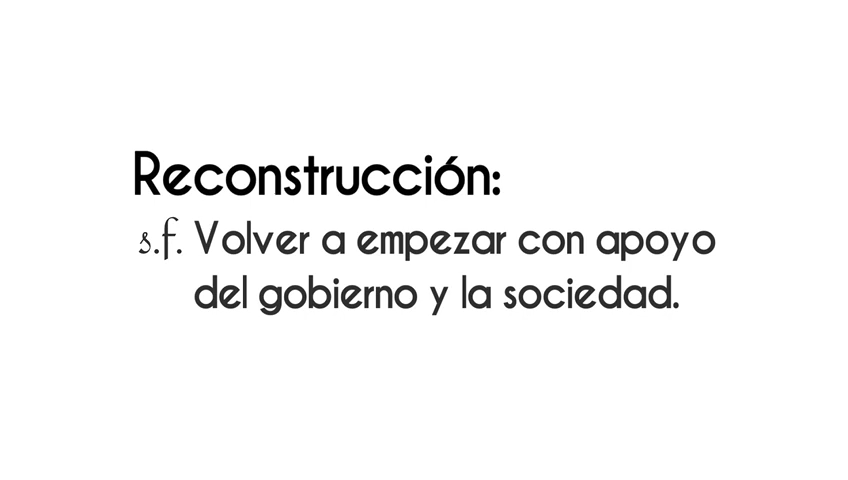 Reconstrucción:
s.f. Volver a empezar con apoyo
del gobierno y la sociedad.